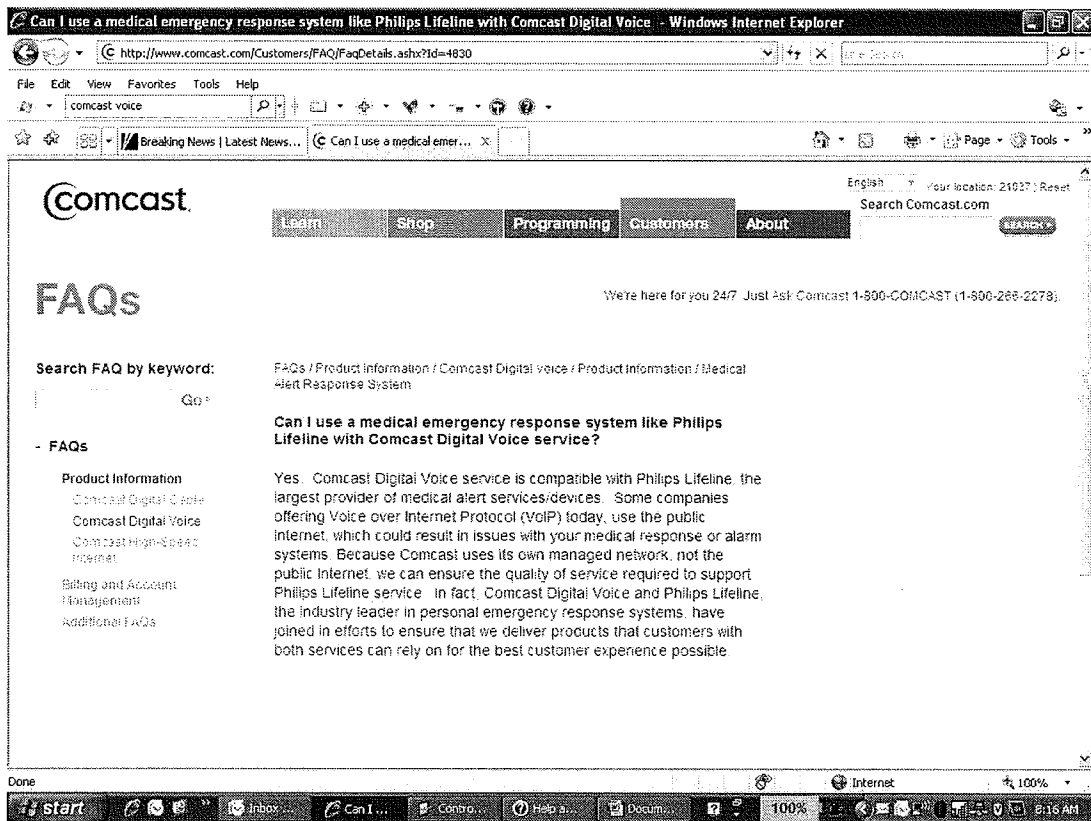 Can I use a medical emergency response system like Philips Lifeline with Comcast Digital Voice - Windows Internet Explorer
http://www.comcast.com/Customers/FAQ/FaqDetails.ashx?Id=4830
File Edit View Favorites Tools Help
comcast voice
Breaking News | Latest News... Can I use a medical emer... X
Page Tools
English Your location: 21037 | Reset
Comcast.
Search Comcast.com
Learn Shop Programming Customers About SEARCH
FAQs
We're here for you 24/7 Just Ask Comcast 1-800-COMCAST (1-800-266-2278).
Search FAQ by keyword:
Go
FAQs / Product Information / Comcast Digital Voice / Product Information / Medical
Alert Response System
Can I use a medical emergency response system like Philips
Lifeline with Comcast Digital Voice service?
- FAQs
Product Information
Comcast Digital Cable
Comcast Digital Voice
Comcast High-Speed
Internet
Billing and Account
Management
Additional FAQs
Yes. Comcast Digital Voice service is compatible with Philips Lifeline, the
largest provider of medical alert services/devices. Some companies
offering Voice over Internet Protocol (VoIP) today, use the public
Internet, which could result in issues with your medical response or alarm
systems. Because Comcast uses its own managed network, not the
public Internet, we can ensure the quality of service required to support
Philips Lifeline service. In fact, Comcast Digital Voice and Philips Lifeline,
the industry leader in personal emergency response systems, have
joined in efforts to ensure that we deliver products that customers with
both services can rely on for the best customer experience possible.
Done Internet 100%
start Inbox ... Can I ... Contro... Help a... Docum... 100% 8:16 AM